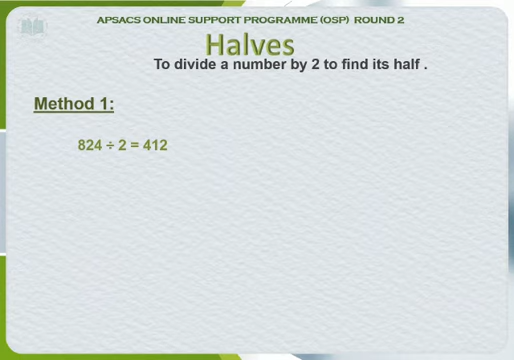 APSACS ONLINE SUPPORT PROGRAMME (OSP) ROUND 2
Halves
To divide a number by 2 to find its half .
Method 1:
824 ÷ 2 = 412